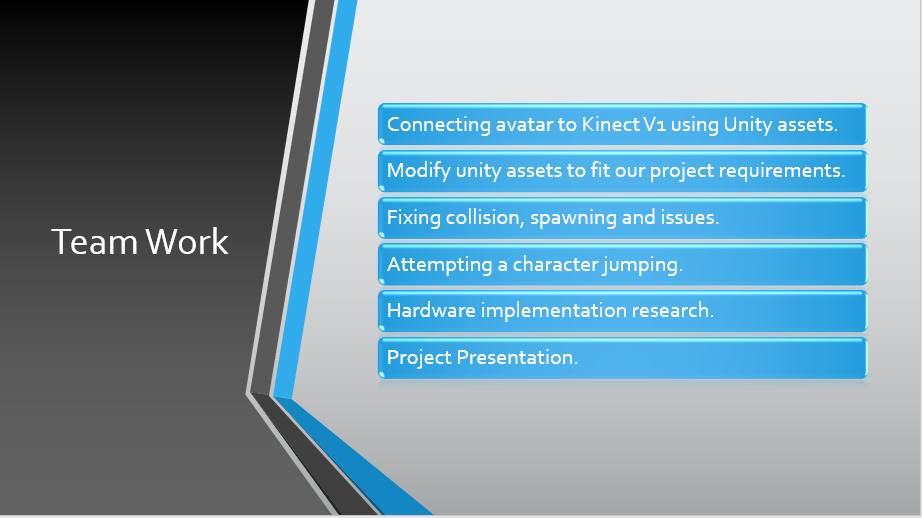 Team Work
Connecting avatar to Kinect V1 using Unity assets.
Modify unity assets to fit our project requirements.
Fixing collision, spawning and issues.
Attempting a character jumping.
Hardware implementation research.
Project Presentation.